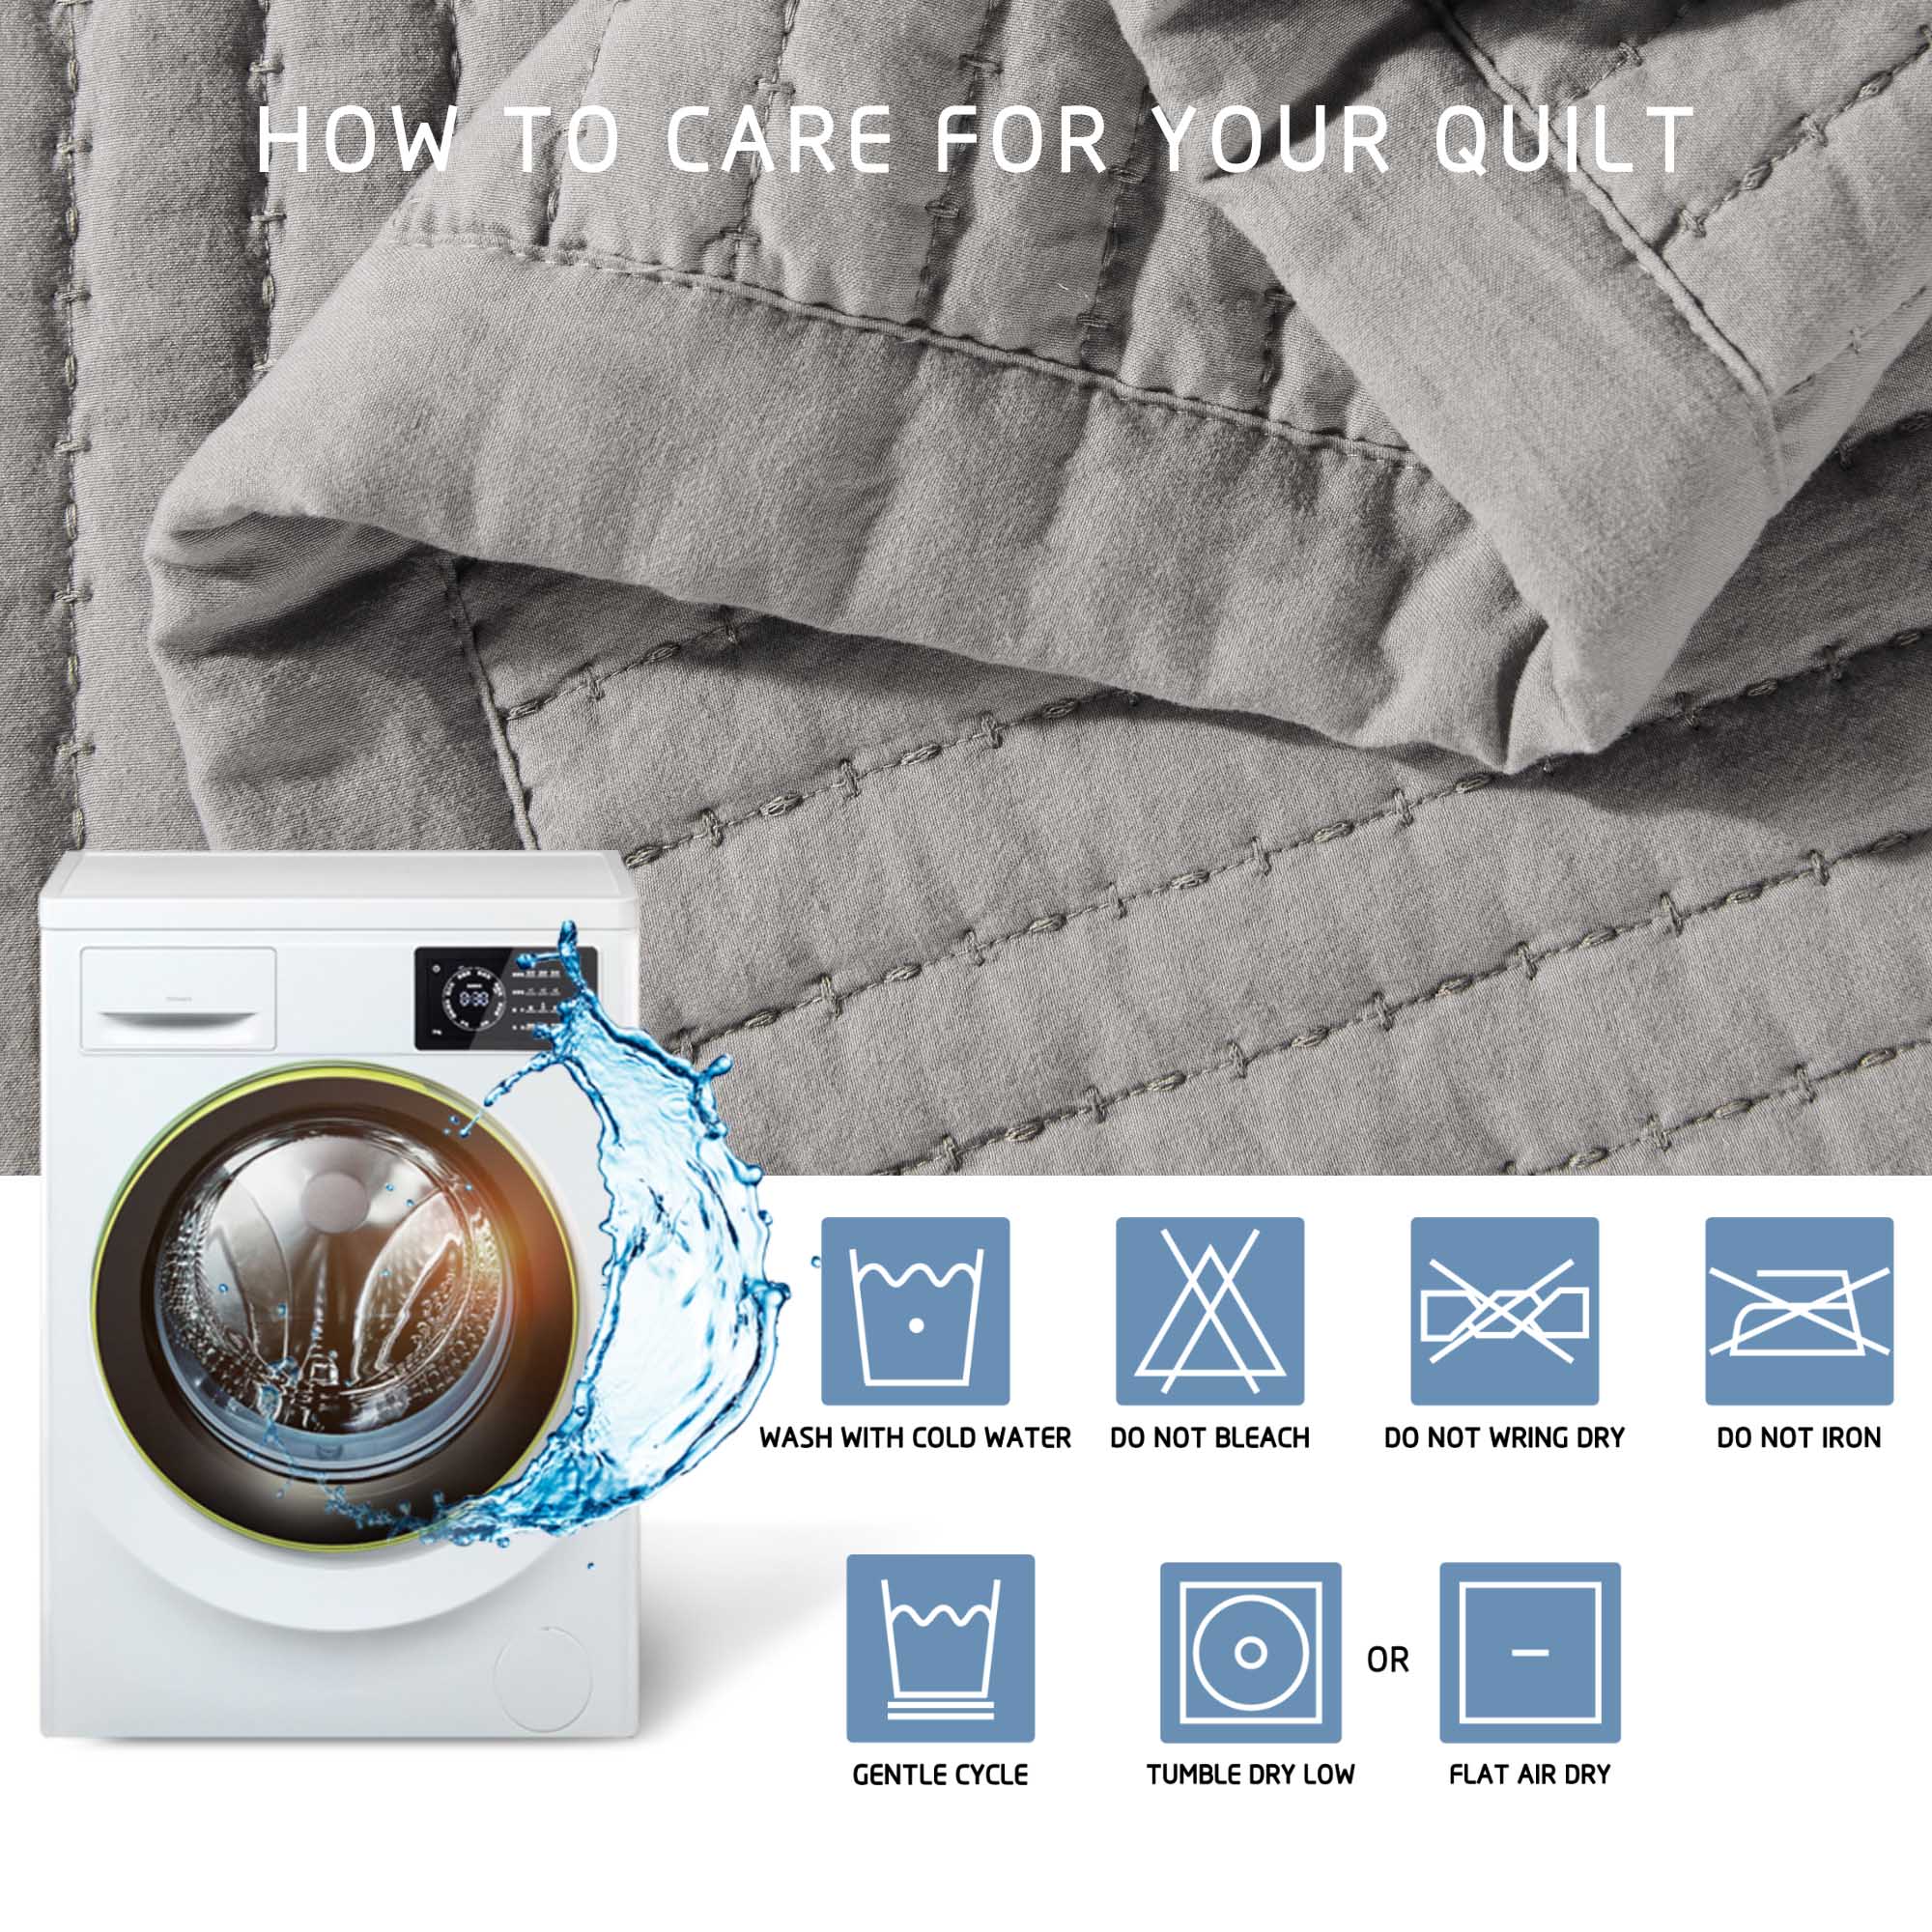 HOW TO CARE FOR YOUR QUILT
WASH WITH COLD WATER
DO NOT BLEACH
DO NOT WRING DRY
DO NOT IRON
GENTLE CYCLE
TUMBLE DRY LOW
OR
FLAT AIR DRY